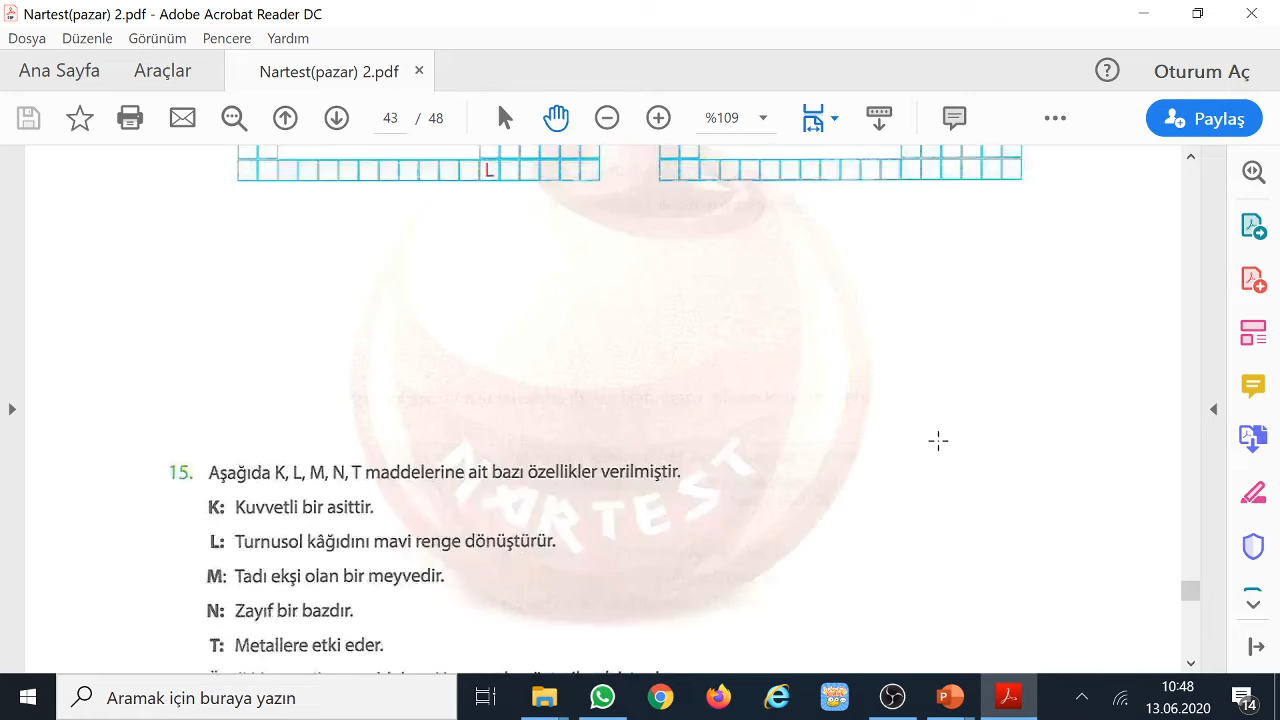 Nartest(pazar) 2.pdf - Adobe Acrobat Reader DC
Dosya Düzenle Görünüm Pencere Yardım
Ana Sayfa Araçlar Nartest(pazar) 2.pdf × Oturum Aç
43 / 48 %109 Paylaş
L
15. Aşağıda K, L, M, N, T maddelerine ait bazı özellikler verilmiştir.
K: Kuvvetli bir asittir.
L: Turnusol kâğıdını mavi renge dönüştürür.
M: Tadı ekşi olan bir meyvedir.
N: Zayıf bir bazdır.
T: Metallere etki eder.
NARTEST
Aramak için buraya yazın
10:48
13.06.2020
14